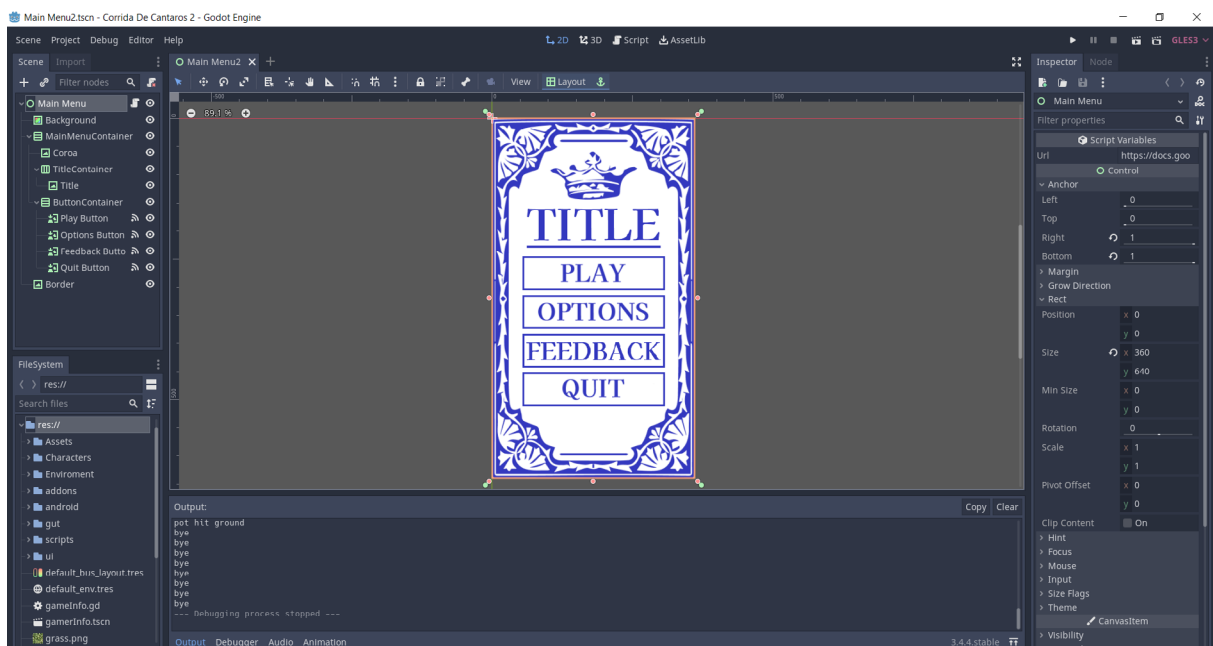 Main Menu2.tscn - Corrida De Cantaros 2 - Godot Engine
Scene Project Debug Editor Help
2D 3D Script AssetLib
GLES3
Scene Import
Filter nodes
Main Menu
Background
MainMenuContainer
Coroa
TitleContainer
Title
ButtonContainer
Play Button
Options Button
Feedback Butto
Quit Button
Border
FileSystem
res://
Search files
res://
Assets
Characters
Enviroment
addons
android
gut
scripts
ui
default_bus_layout.tres
default_env.tres
gameInfo.gd
gamerInfo.tscn
grass.png
Main Menu2
View Layout
-500 0 500
89.1 %
500
TITLE
PLAY
OPTIONS
FEEDBACK
QUIT
Output:
Copy Clear
pot hit ground
bye
bye
bye
bye
bye
bye
bye
bye
--- Debugging process stopped ---
Output Debugger Audio Animation
3.4.4.stable
Inspector Node
Main Menu
Filter properties
Script Variables
Url https://docs.goo
Control
Anchor
Left 0
Top 0
Right 1
Bottom 1
Margin
Grow Direction
Rect
Position x 0
y 0
Size x 360
y 640
Min Size x 0
y 0
Rotation 0
Scale x 1
y 1
Pivot Offset x 0
y 0
Clip Content On
Hint
Focus
Mouse
Input
Size Flags
Theme
CanvasItem
Visibility